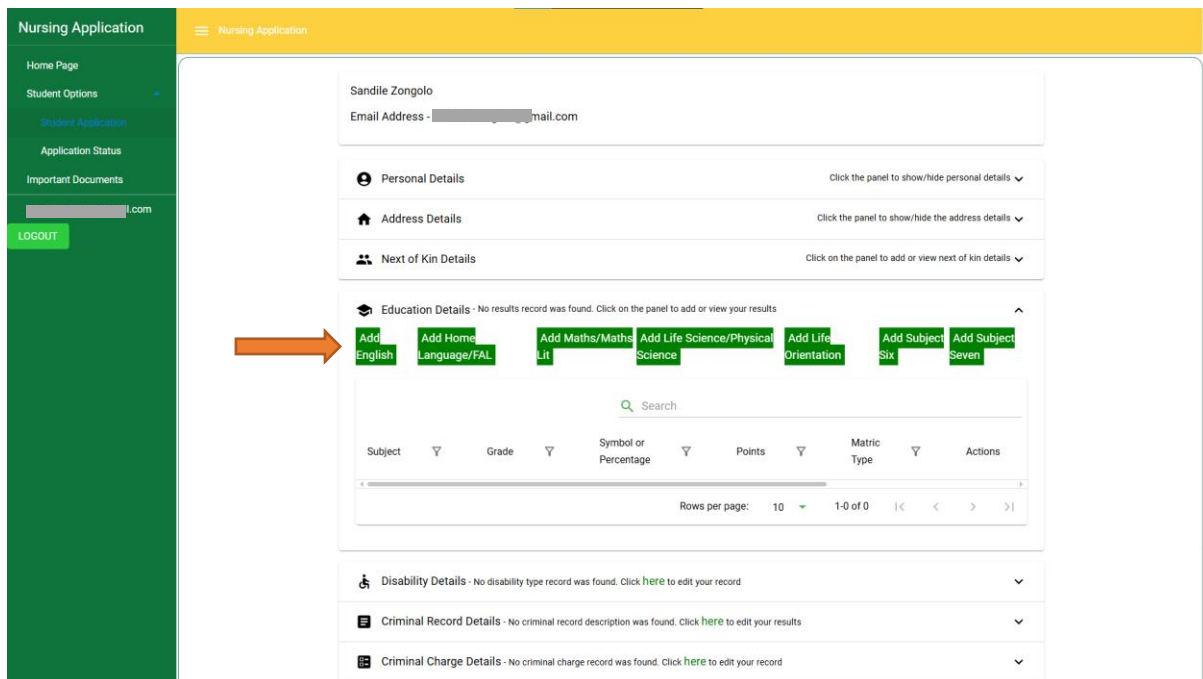 Nursing Application
Nursing Application
Home Page
Student Options
Student Application
Application Status
Important Documents
l.com
LOGOUT
Sandile Zongolo
Email Address - mail.com
Personal Details Click the panel to show/hide personal details
Address Details Click the panel to show/hide the address details
Next of Kin Details Click on the panel to add or view next of kin details
Education Details - No results record was found. Click on the panel to add or view your results
Add English
Add Home Language/FAL
Add Maths/Maths Lit
Add Life Science/Physical Science
Add Life Orientation
Add Subject Six
Add Subject Seven
Search
Subject Grade Symbol or Percentage Points Matric Type Actions
Rows per page: 10 1-0 of 0
Disability Details - No disability type record was found. Click here to edit your record
Criminal Record Details - No criminal record description was found. Click here to edit your results
Criminal Charge Details - No criminal charge record was found. Click here to edit your record